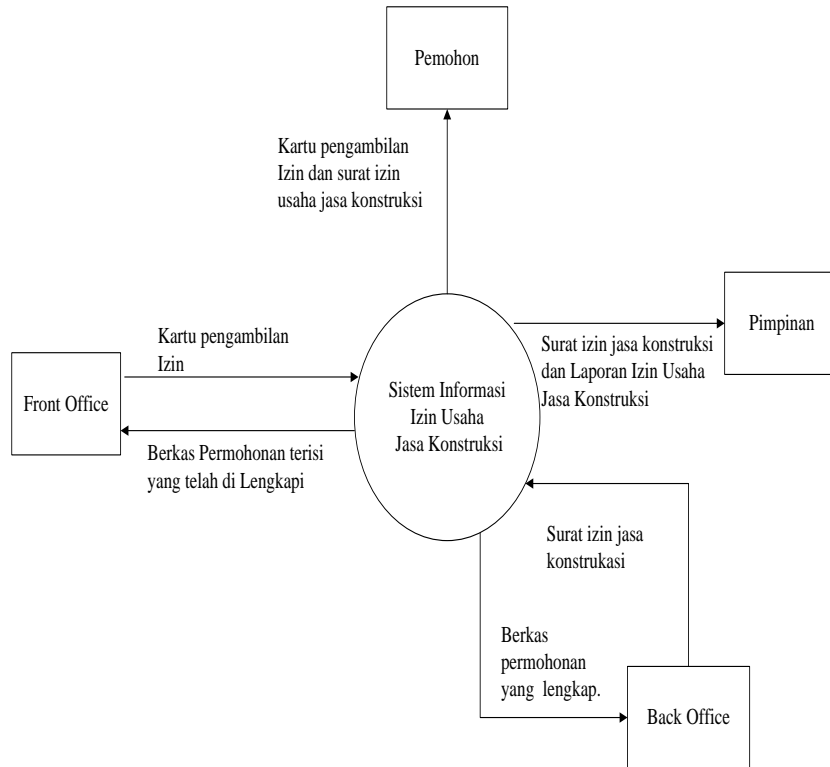 Pemohon
Kartu pengambilan
Izin dan surat izin
usaha jasa konstruksi
Pimpinan
Kartu pengambilan
Izin
Surat izin jasa konstruksi
dan Laporan Izin Usaha
Jasa Konstruksi
Front Office
Sistem Informasi
Izin Usaha
Jasa Konstruksi
Berkas Permohonan terisi
yang telah di Lengkapi
Surat izin jasa
konstrukasi
Berkas
permohonan
yang lengkap.
Back Office